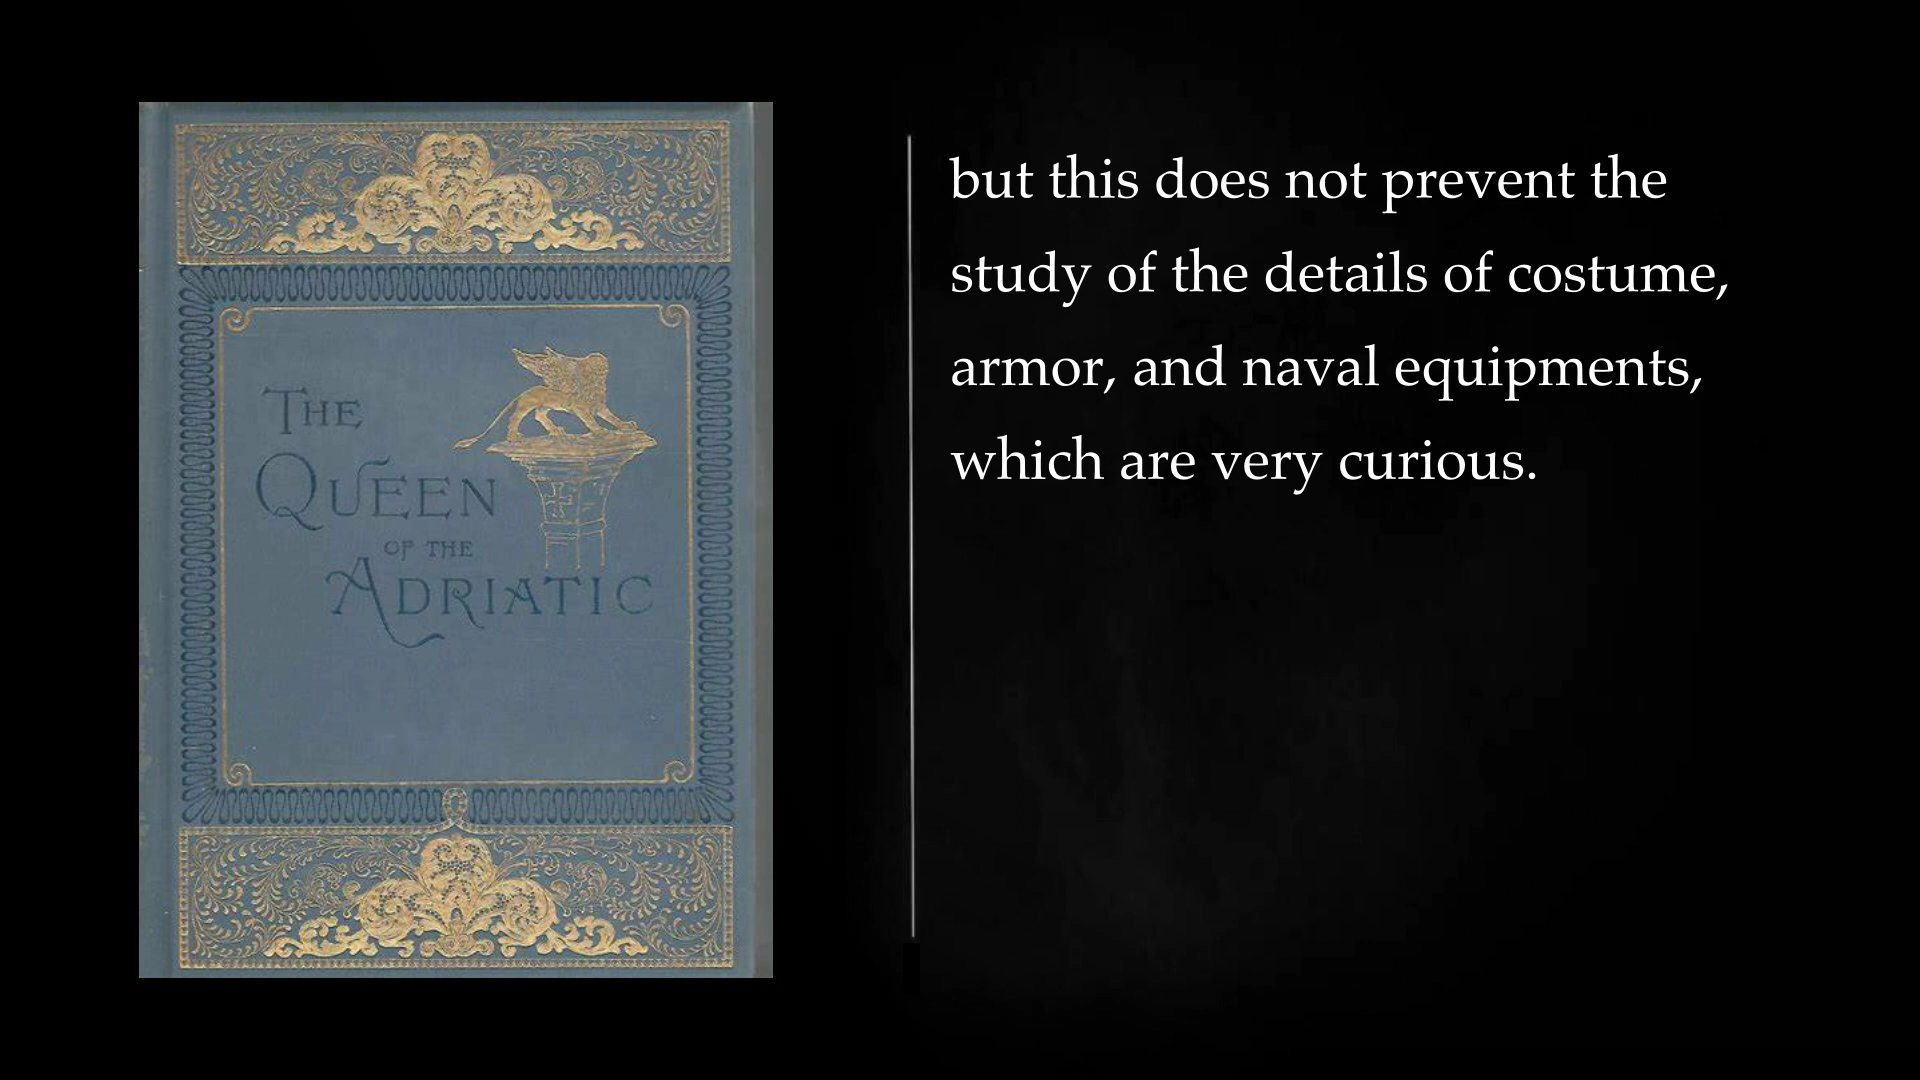 The
Queen
of the
Adriatic
but this does not prevent the
study of the details of costume,
armor, and naval equipments,
which are very curious.